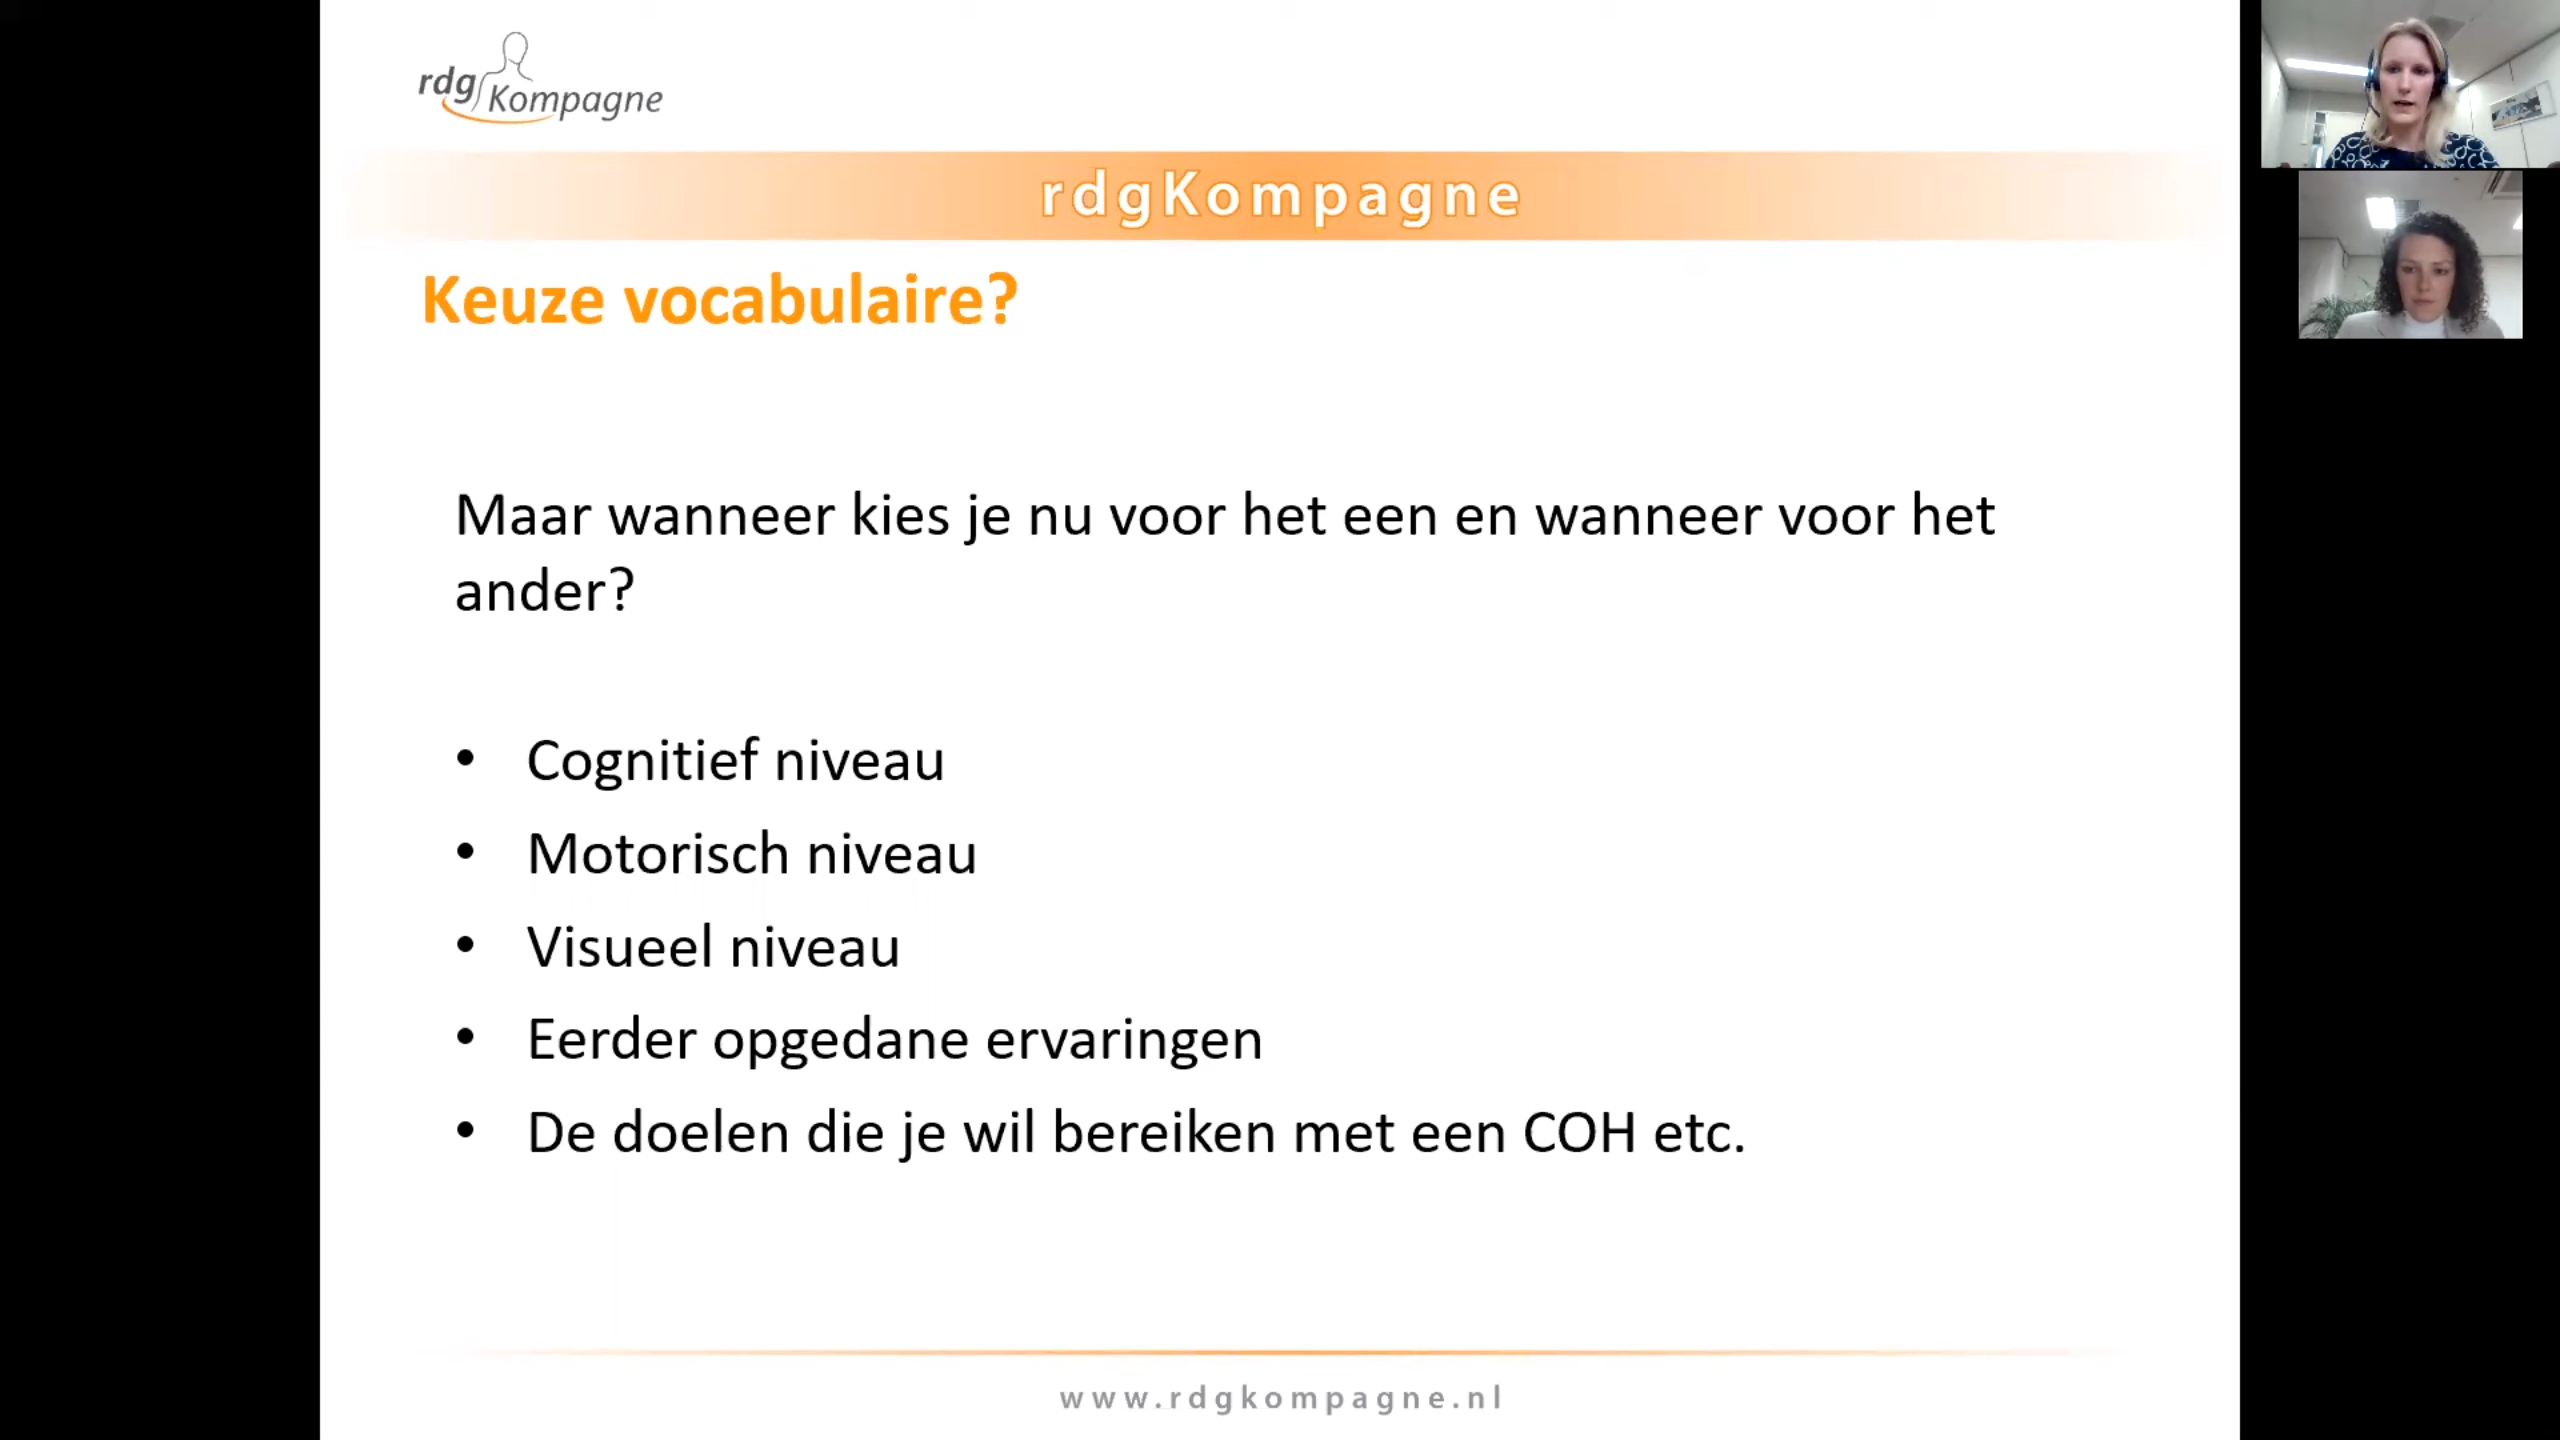 rdg Kompagne
rdgKompagne
Keuze vocabulaire?
Maar wanneer kies je nu voor het een en wanneer voor het
ander?
• Cognitief niveau
• Motorisch niveau
• Visueel niveau
• Eerder opgedane ervaringen
• De doelen die je wil bereiken met een COH etc.
www.rdgkompagne.nl